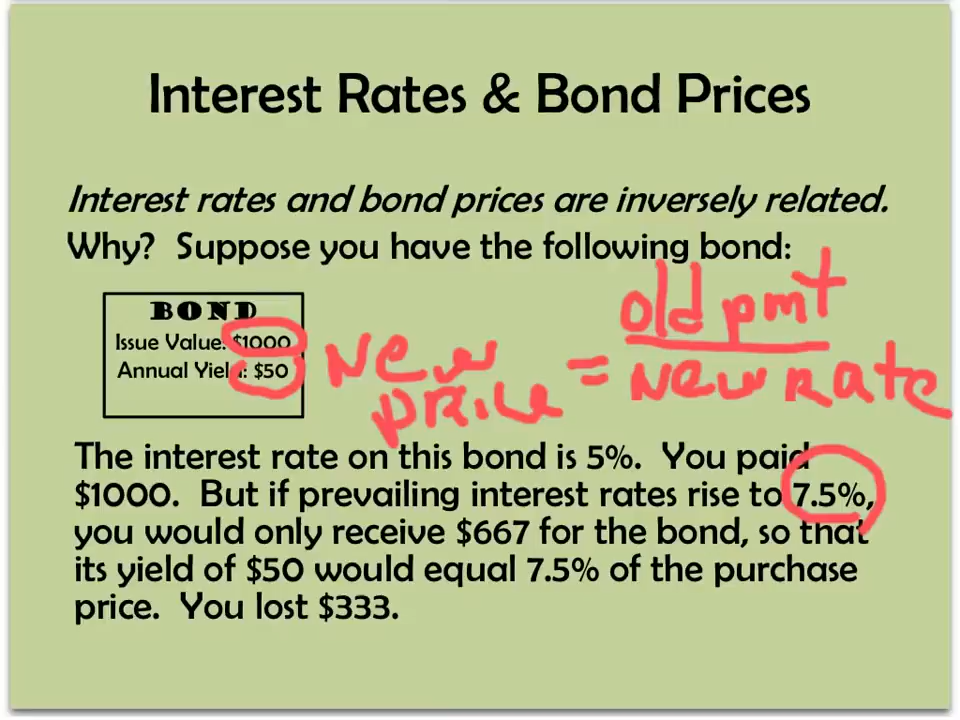 Interest Rates & Bond Prices
Interest rates and bond prices are inversely related.
Why? Suppose you have the following bond:
BOND
Issue Value: $1000
Annual Yield: $50
New price = old pmt
new rate
The interest rate on this bond is 5%. You paid
$1000. But if prevailing interest rates rise to 7.5%,
you would only receive $667 for the bond, so that
its yield of $50 would equal 7.5% of the purchase
price. You lost $333.